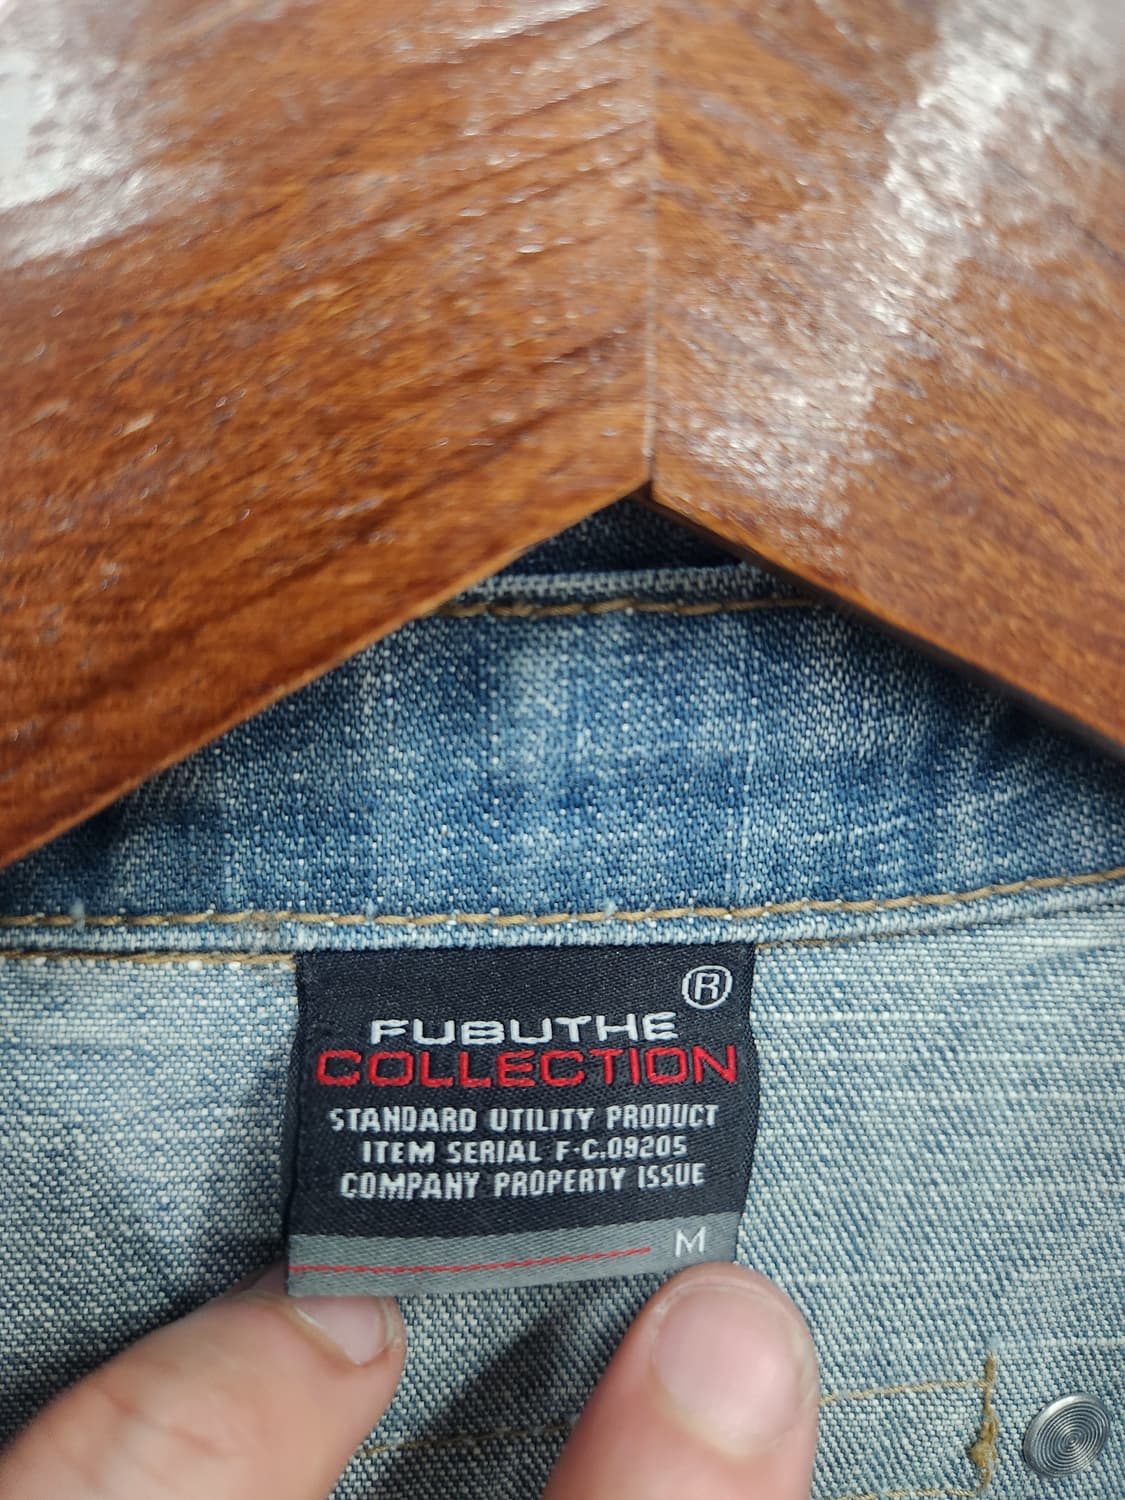 ®
FUBUTHE
COLLECTION
STANDARD UTILITY PRODUCT
ITEM SERIAL F-C.09205
COMPANY PROPERTY ISSUE
M